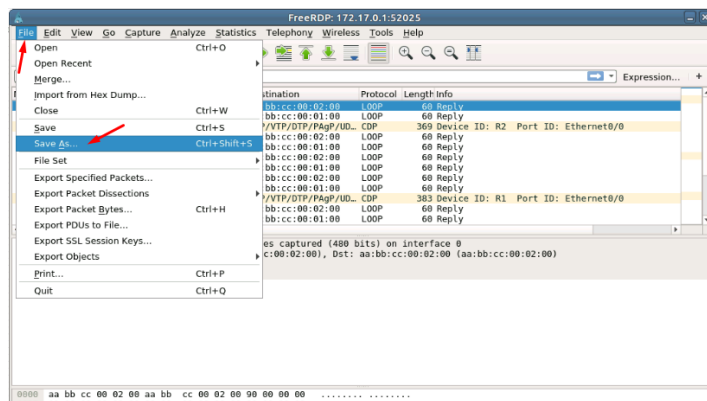 FreeRDP: 172.17.0.1:52025
File Edit View Go Capture Analyze Statistics Telephony Wireless Tools Help
Open Ctrl+O
Open Recent
Merge...
Import from Hex Dump...
Close Ctrl+W
Save Ctrl+S
Save As... Ctrl+Shift+S
File Set
Export Specified Packets...
Export Packet Dissections
Export Packet Bytes... Ctrl+H
Export PDUs to File...
Export SSL Session Keys...
Export Objects
Print... Ctrl+P
Quit Ctrl+Q
Expression... +
stination Protocol Length Info
bb:cc:00:02:00 LOOP 60 Reply
bb:cc:00:01:00 LOOP 60 Reply
/VTP/DTP/PAgP/UD… CDP 369 Device ID: R2 Port ID: Ethernet0/0
bb:cc:00:02:00 LOOP 60 Reply
bb:cc:00:01:00 LOOP 60 Reply
bb:cc:00:02:00 LOOP 60 Reply
bb:cc:00:01:00 LOOP 60 Reply
bb:cc:00:02:00 LOOP 60 Reply
bb:cc:00:01:00 LOOP 60 Reply
/VTP/DTP/PAgP/UD… CDP 383 Device ID: R1 Port ID: Ethernet0/0
bb:cc:00:02:00 LOOP 60 Reply
bb:cc:00:01:00 LOOP 60 Reply
es captured (480 bits) on interface 0
c:00:02:00), Dst: aa:bb:cc:00:02:00 (aa:bb:cc:00:02:00)
0000 aa bb cc 00 02 00 aa bb cc 00 02 00 90 00 00 00 ........ ........